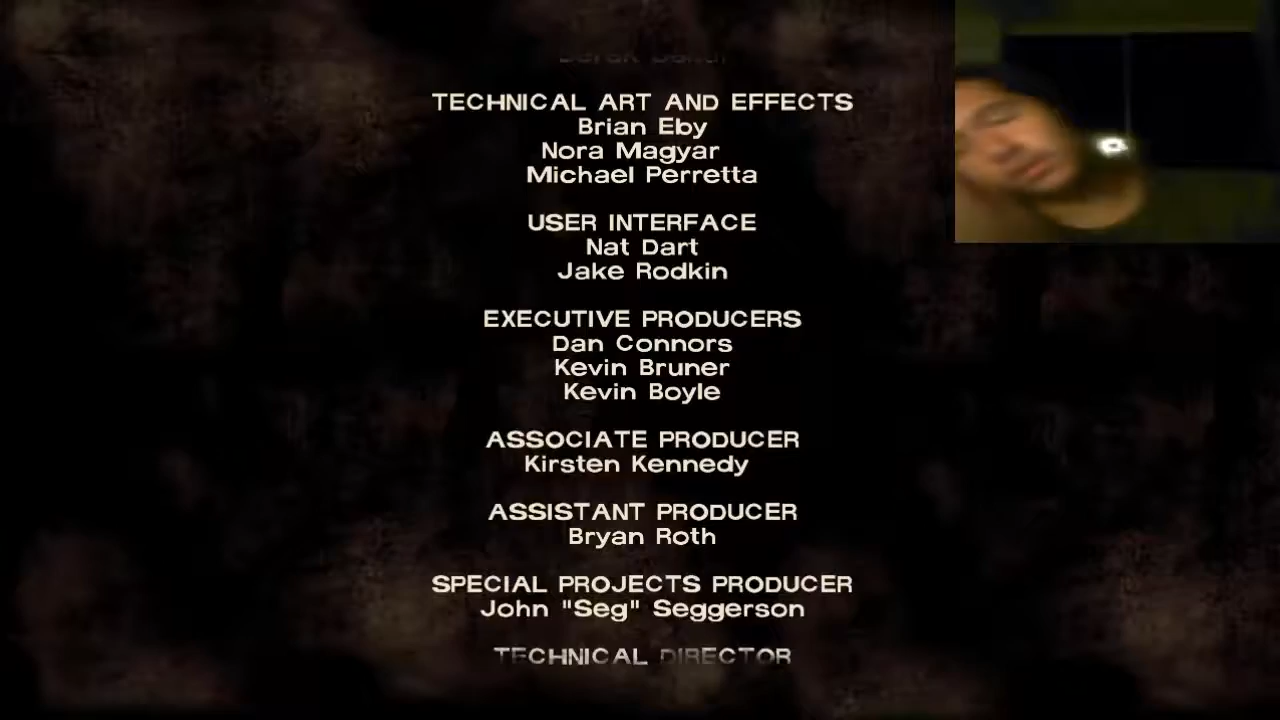 TECHNICAL ART AND EFFECTS
Brian Eby
Nora Magyar
Michael Perretta
USER INTERFACE
Nat Dart
Jake Rodkin
EXECUTIVE PRODUCERS
Dan Connors
Kevin Bruner
Kevin Boyle
ASSOCIATE PRODUCER
Kirsten Kennedy
ASSISTANT PRODUCER
Bryan Roth
SPECIAL PROJECTS PRODUCER
John "Seg" Seggerson
TECHNICAL DIRECTOR